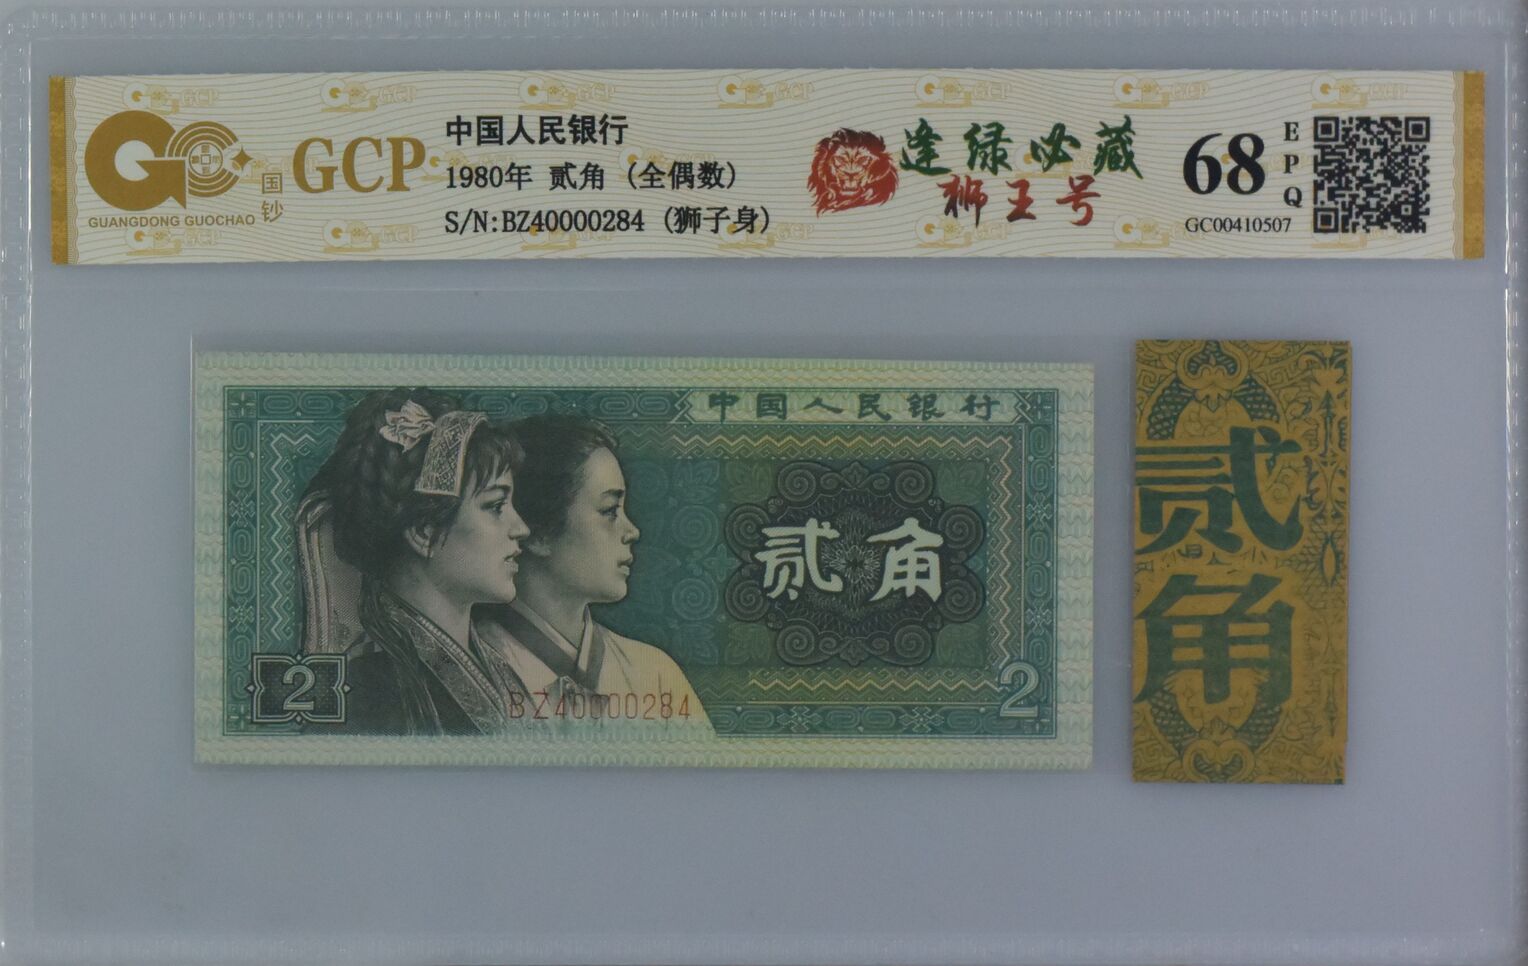 GUANGDONG GUOCHAO
国钞
GCP
中国人民银行
1980年 贰角 (全偶数)
S/N:BZ40000284 (狮子身)
逢绿必藏
狮王号
68
EPQ
GC00410507
中国人民银行
贰角
2
BZ40000284
2
贰角